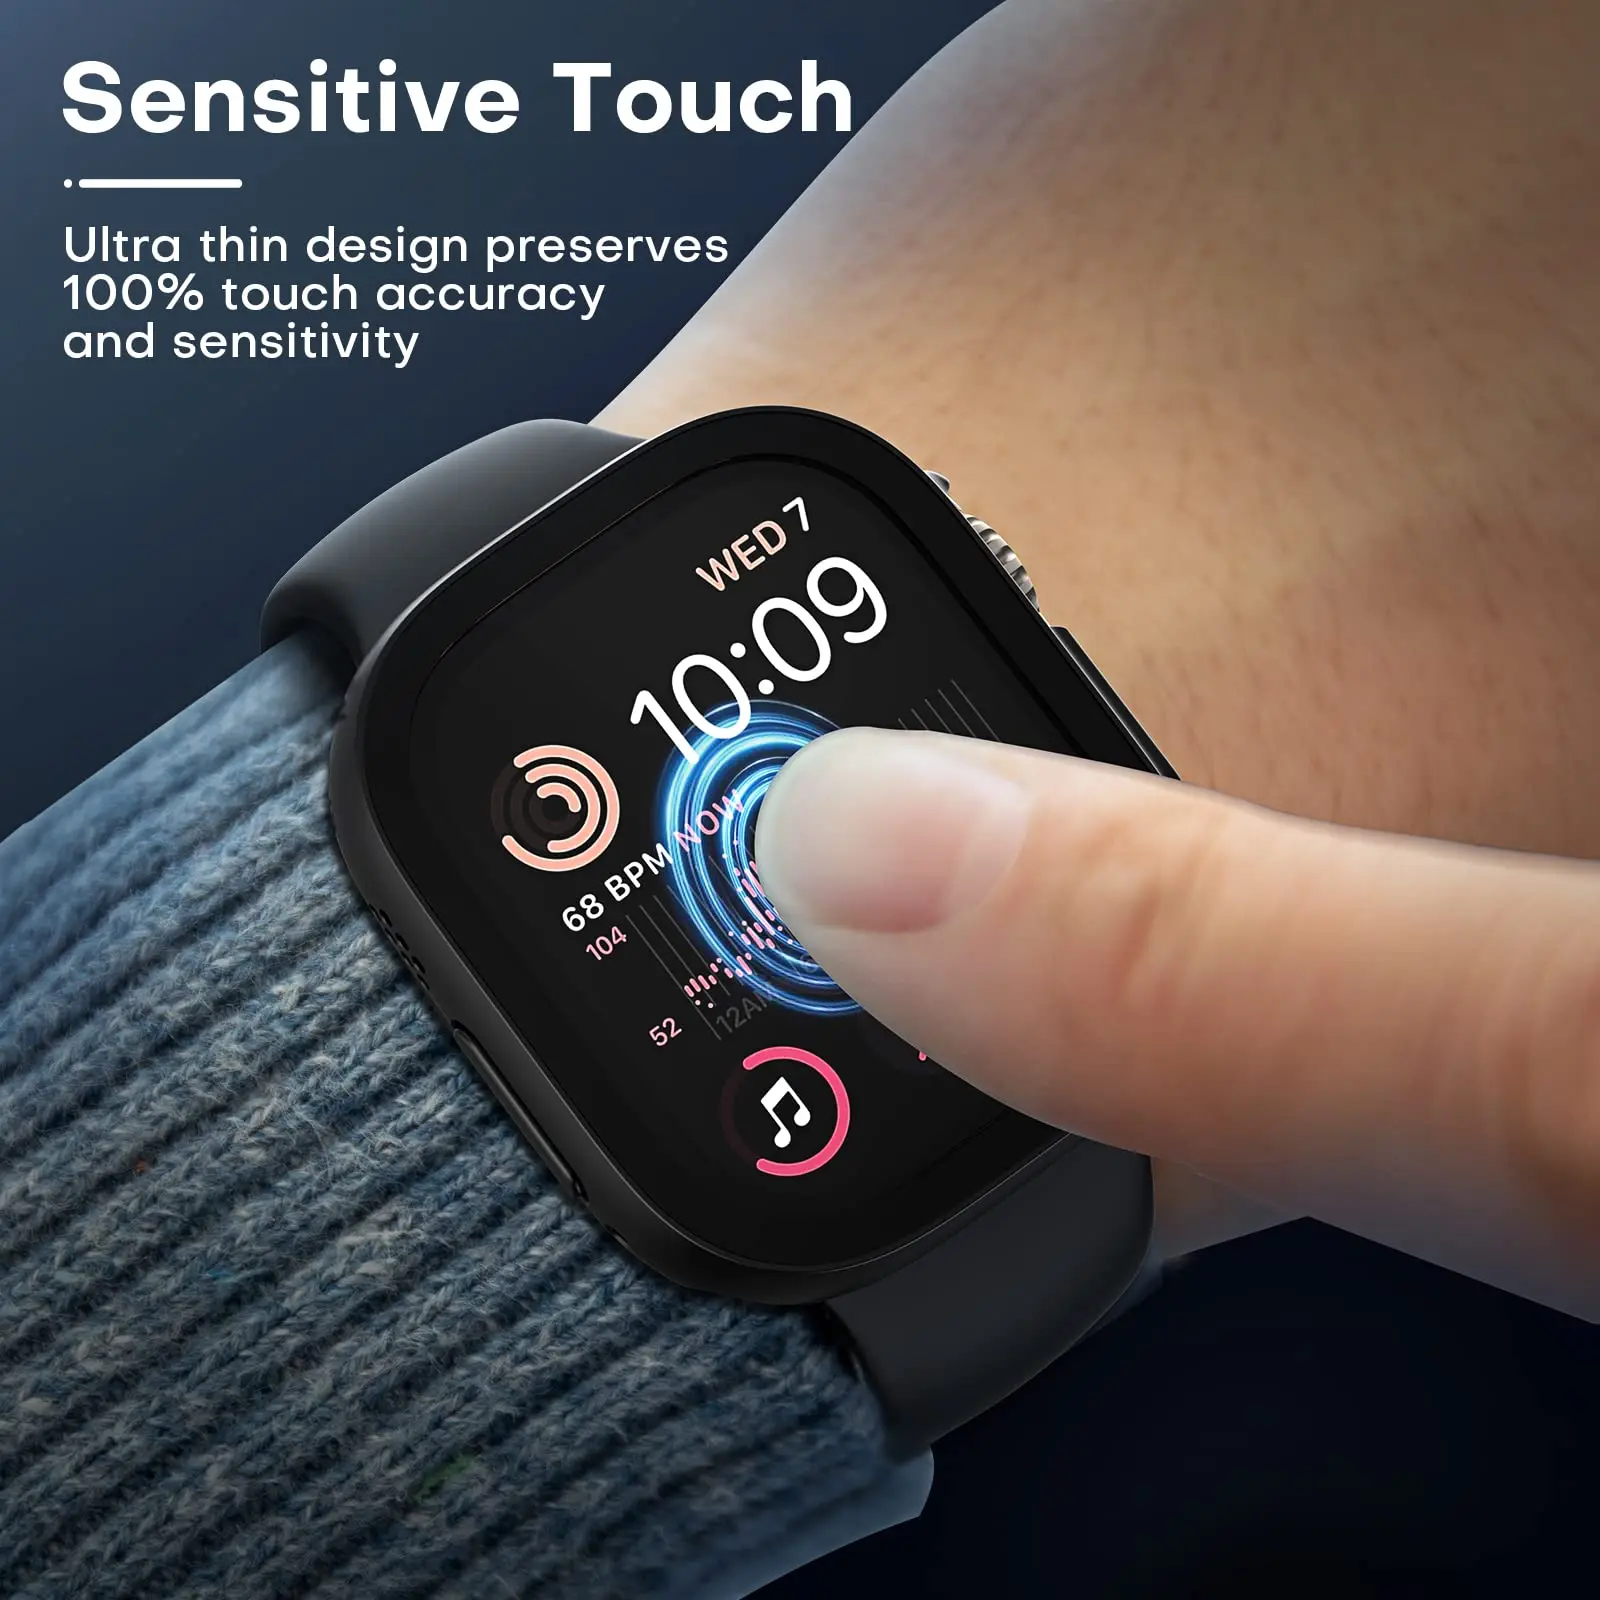 Sensitive Touch
Ultra thin design preserves
100% touch accuracy
and sensitivity
WED 7
10:09
68 BPM NOW
104
52
12AM